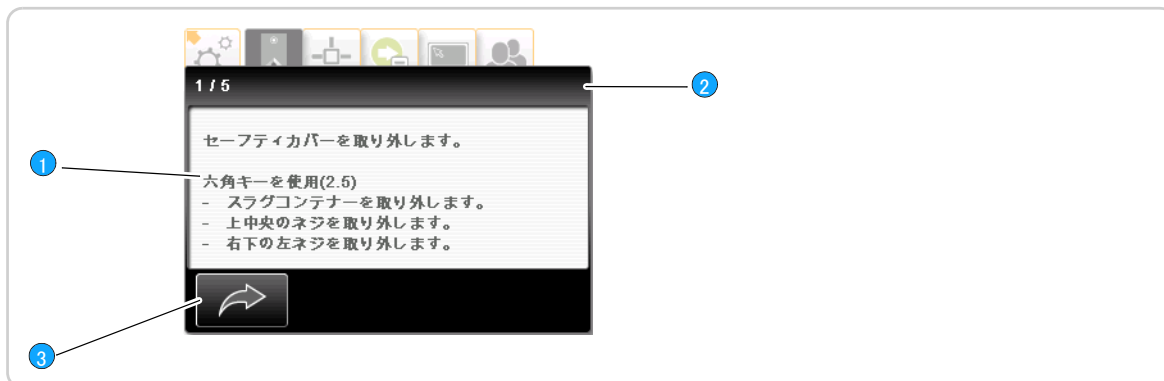 1 / 5
2
セーフティカバーを取り外します。
1
六角キーを使用(2.5)
- スラグコンテナーを取り外します。
- 上中央のネジを取り外します。
- 右下の左ネジを取り外します。
3